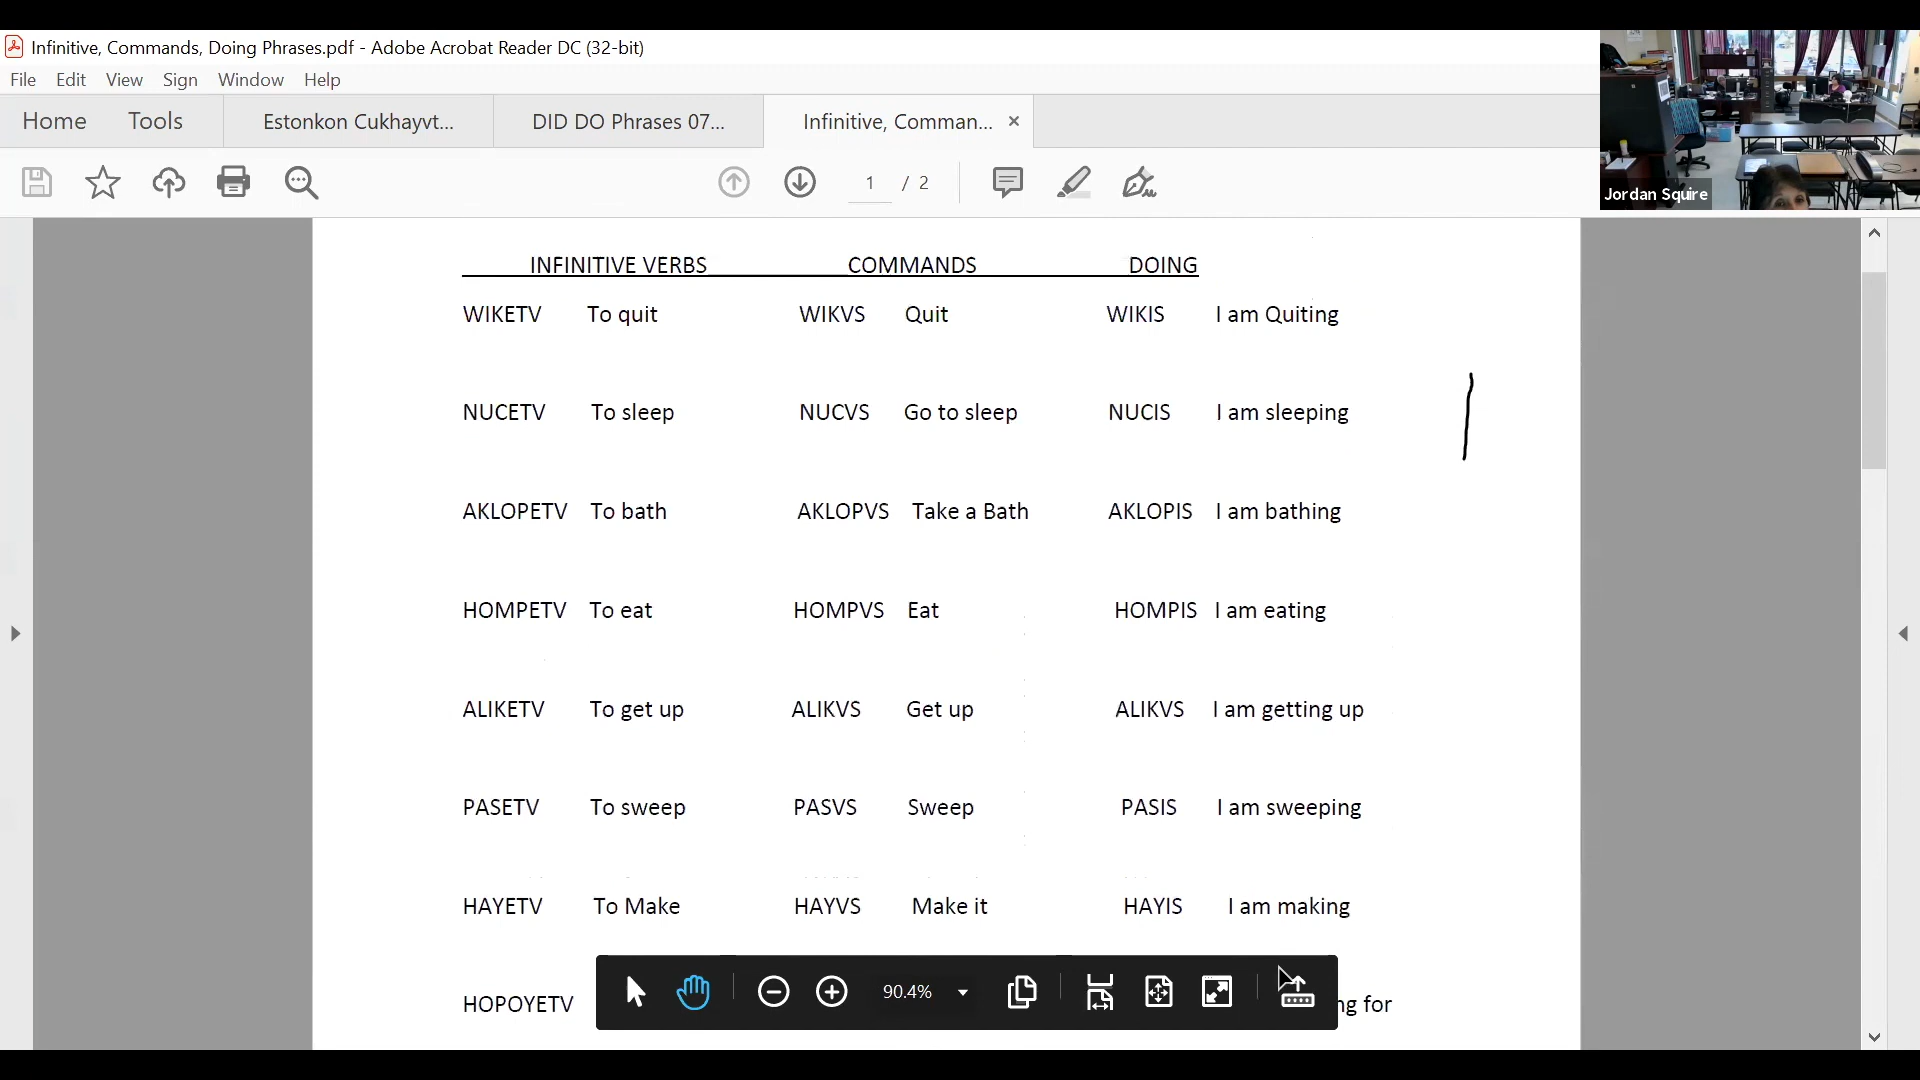 Infinitive, Commands, Doing Phrases.pdf - Adobe Acrobat Reader DC (32-bit)
File Edit View Sign Window Help
Home Tools Estonkon Cukhayvt... DID DO Phrases 07... Infinitive, Comman... ×
1 / 2
Jordan Squire
INFINITIVE VERBS COMMANDS DOING
WIKETV To quit WIKVS Quit WIKIS I am Quiting
NUCETV To sleep NUCVS Go to sleep NUCIS I am sleeping
AKLOPETV To bath AKLOPVS Take a Bath AKLOPIS I am bathing
HOMPETV To eat HOMPVS Eat HOMPIS I am eating
ALIKETV To get up ALIKVS Get up ALIKVS I am getting up
PASETV To sweep PASVS Sweep PASIS I am sweeping
HAYETV To Make HAYVS Make it HAYIS I am making
HOPOYETV for
90.4%